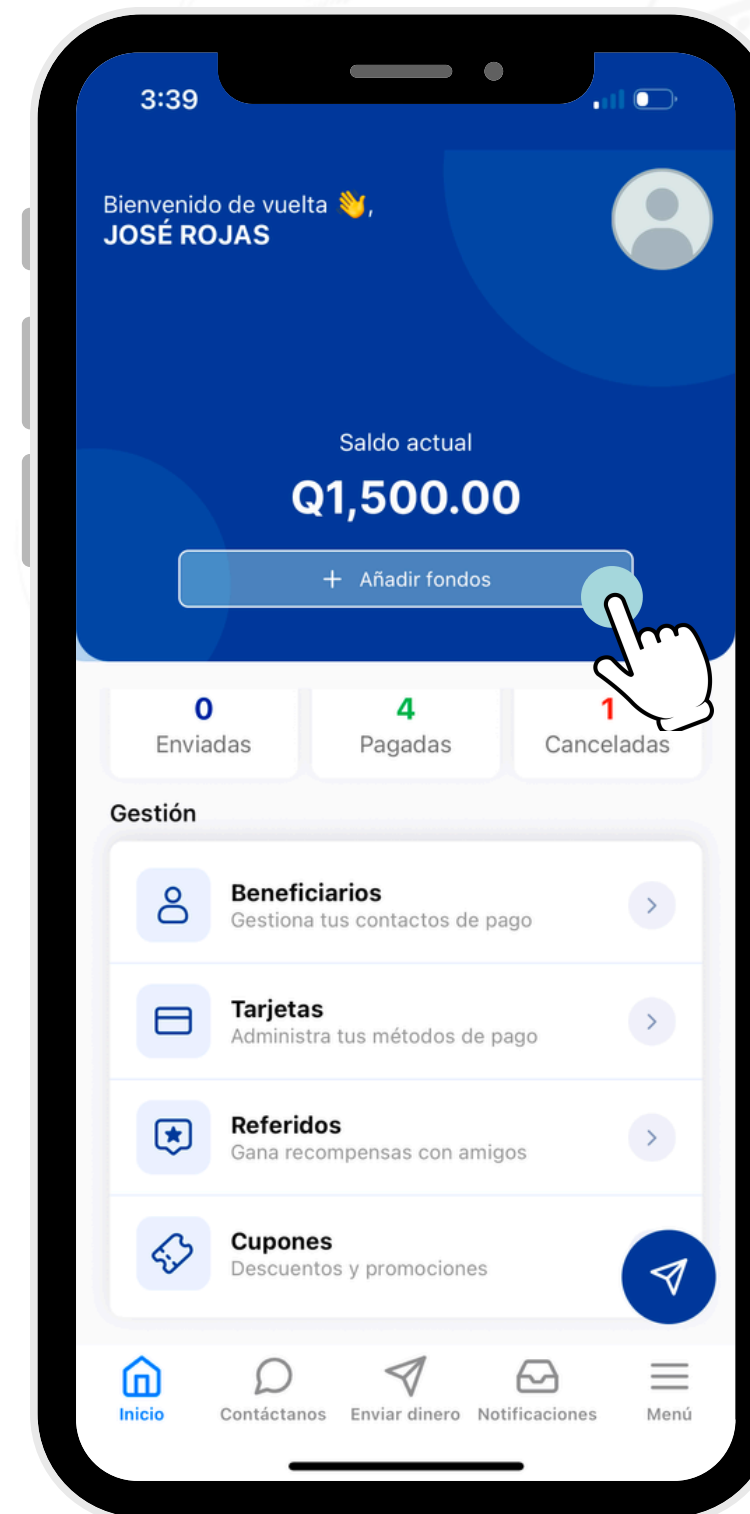 3:39
Bienvenido de vuelta 👋,
JOSÉ ROJAS
Saldo actual
Q1,500.00
+ Añadir fondos
0
4
1
Enviadas
Pagadas
Canceladas
Gestión
Beneficiarios
Gestiona tus contactos de pago
Tarjetas
Administra tus métodos de pago
Referidos
Gana recompensas con amigos
Cupones
Descuentos y promociones
Inicio
Contáctanos
Enviar dinero
Notificaciones
Menú